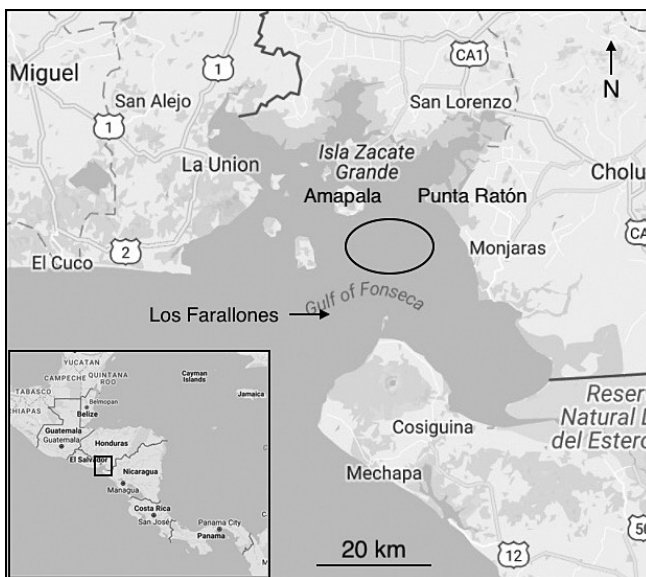 Miguel
San Alejo
1
1
La Union
2
El Cuco
CA1
San Lorenzo
N
Isla Zacate
Grande
Amapala
Punta Ratón
Cholu
CA
Monjaras
Gulf of Fonseca
Los Farallones
Reser
Natural
del Estero
Cosiguina
Mechapa
20 km
12
50
YUCATAN
CAMPECHE
QUINTANA
ROO
TABASCO
CHIAPAS
Cayman
Islands
Jamaica
Belmopan
Belize
Guatemala
Guatemala
Honduras
El Salvador
Nicaragua
Managua
Costa Rica
San José
Panama City
Panama